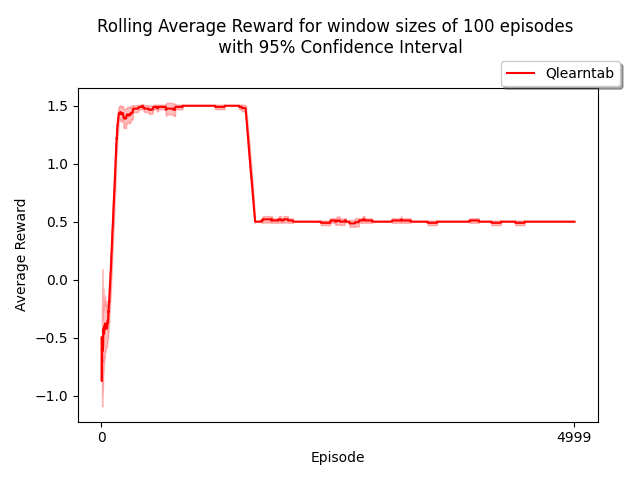 Rolling Average Reward for window sizes of 100 episodes
with 95% Confidence Interval
Qlearntab
1.5
1.0
0.5
0.0
−0.5
−1.0
Average Reward
0
4999
Episode